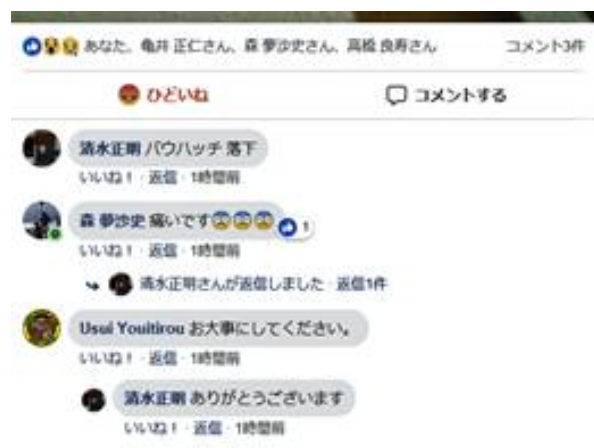 あなた、亀井 正仁さん、森 夢沙史さん、高橋 良寿さん コメント3件
ひどいね コメントする
清水正明 バウハッチ 落下
いいね！ · 返信 · 1時間前
森 夢沙史 痛いです😨😨😨 1
いいね！ · 返信 · 1時間前
清水正明さんが返信しました · 返信1件
Usui Youitirou お大事にしてください。
いいね！ · 返信 · 1時間前
清水正明 ありがとうございます
いいね！ · 返信 · 1時間前